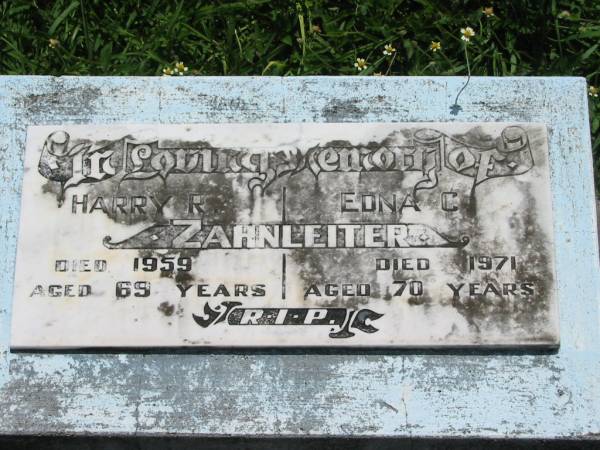 In Loving Memory of
HARRY R EDNA C
ZAHNLEITER
DIED 1959 DIED 1971
AGED 69 YEARS AGED 70 YEARS
R.I.P.